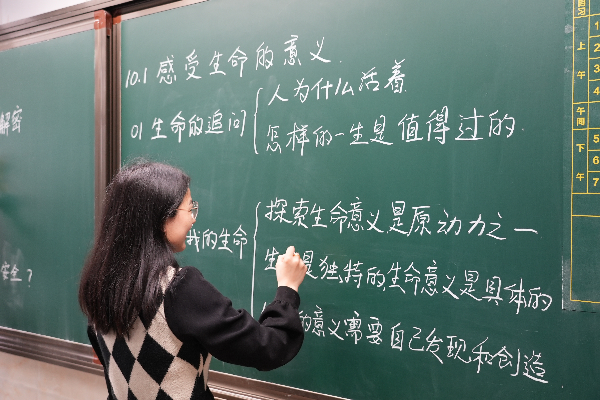 10.1 感受生命的意义
01 生命的追问
人为什么活着
怎样的一生是值得过的
我的生命
探索生命意义是原动力之一
生 是独特的,生命意义是具体的
的意义需要自己发现和创造
解密
安全?
上午
午间
下午
1
2
3
4
5
6
7